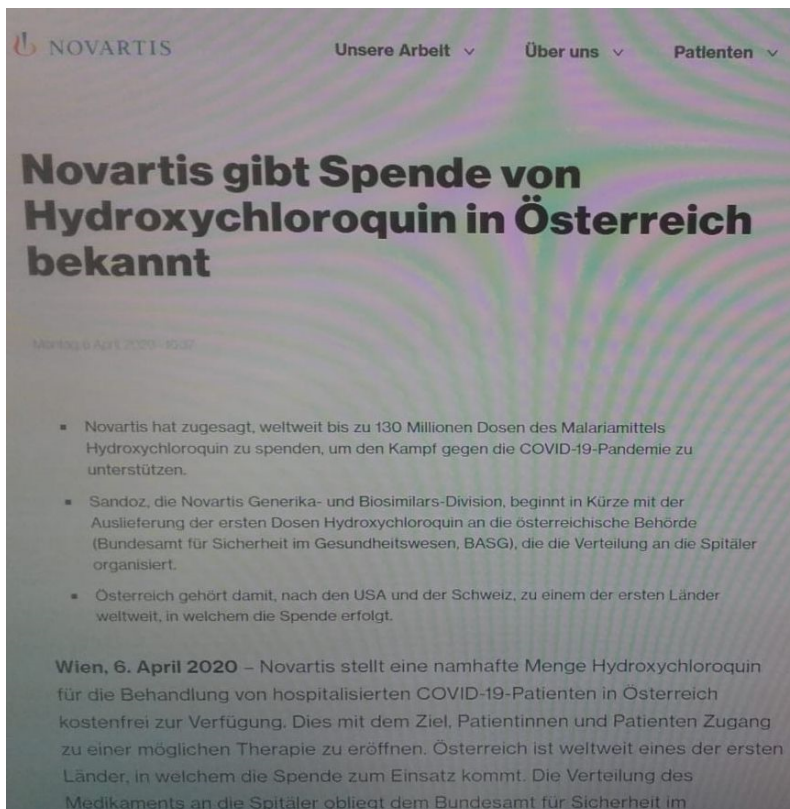 NOVARTIS
Unsere Arbeit
Über uns
Patienten
Novartis gibt Spende von
Hydroxychloroquin in Österreich
bekannt
Montag, 6 April, 2020 - 10:37
Novartis hat zugesagt, weltweit bis zu 130 Millionen Dosen des Malariamittels
Hydroxychloroquin zu spenden, um den Kampf gegen die COVID-19-Pandemie zu
unterstützen.
Sandoz, die Novartis Generika- und Biosimilars-Division, beginnt in Kürze mit der
Auslieferung der ersten Dosen Hydroxychloroquin an die österreichische Behörde
(Bundesamt für Sicherheit im Gesundheitswesen, BASG), die die Verteilung an die Spitäler
organisiert.
Österreich gehört damit, nach den USA und der Schweiz, zu einem der ersten Länder
weltweit, in welchem die Spende erfolgt.
Wien, 6. April 2020 – Novartis stellt eine namhafte Menge Hydroxychloroquin
für die Behandlung von hospitalisierten COVID-19-Patienten in Österreich
kostenfrei zur Verfügung. Dies mit dem Ziel, Patientinnen und Patienten Zugang
zu einer möglichen Therapie zu eröffnen. Österreich ist weltweit eines der ersten
Länder, in welchem die Spende zum Einsatz kommt. Die Verteilung des
Medikaments an die Spitäler obliegt dem Bundesamt für Sicherheit im